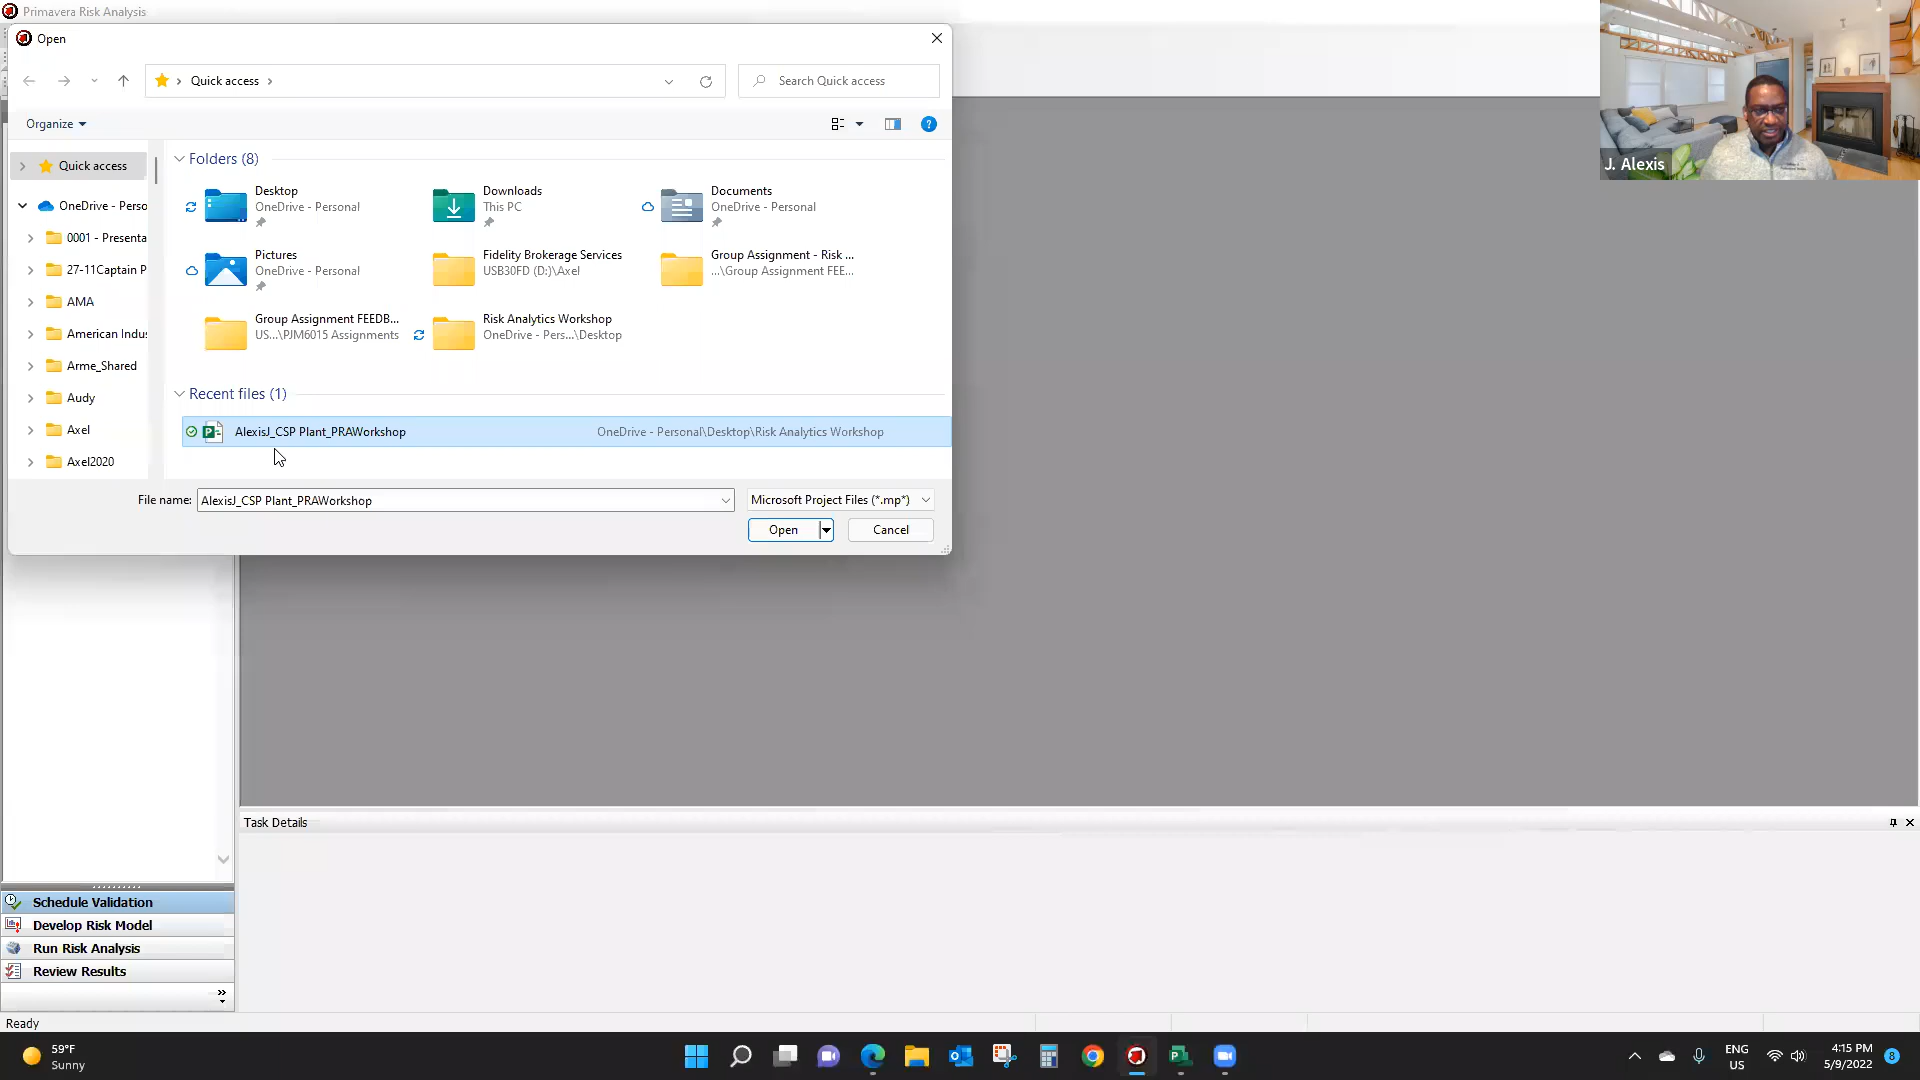 Primavera Risk Analysis
Open
Quick access
Search Quick access
Organize
Quick access
OneDrive - Perso
0001 - Presenta
27-11Captain P
AMA
American Indus
Arme_Shared
Audy
Axel
Axel2020
Folders (8)
Desktop
OneDrive - Personal
Downloads
This PC
Documents
OneDrive - Personal
Pictures
OneDrive - Personal
Fidelity Brokerage Services
USB30FD (D:)\Axel
Group Assignment - Risk ...
...\Group Assignment FEE...
Group Assignment FEEDB...
US...\PJM6015 Assignments
Risk Analytics Workshop
OneDrive - Pers...\Desktop
Recent files (1)
AlexisJ_CSP Plant_PRAWorkshop
OneDrive - Personal\Desktop\Risk Analytics Workshop
File name: AlexisJ_CSP Plant_PRAWorkshop
Microsoft Project Files (*.mp*)
Open
Cancel
J. Alexis
Task Details
Schedule Validation
Develop Risk Model
Run Risk Analysis
Review Results
Ready
59°F
Sunny
ENG
US
4:15 PM
5/9/2022
8